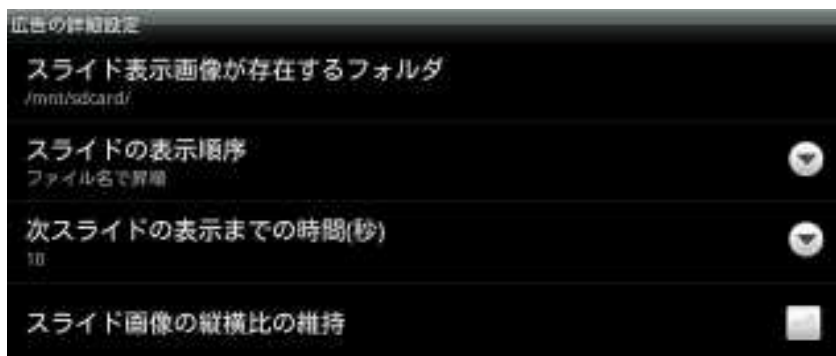 広告の詳細設定
スライド表示画像が存在するフォルダ
/mnt/sdcard/
スライドの表示順序
ファイル名で昇順
次スライドの表示までの時間(秒)
10
スライド画像の縦横比の維持